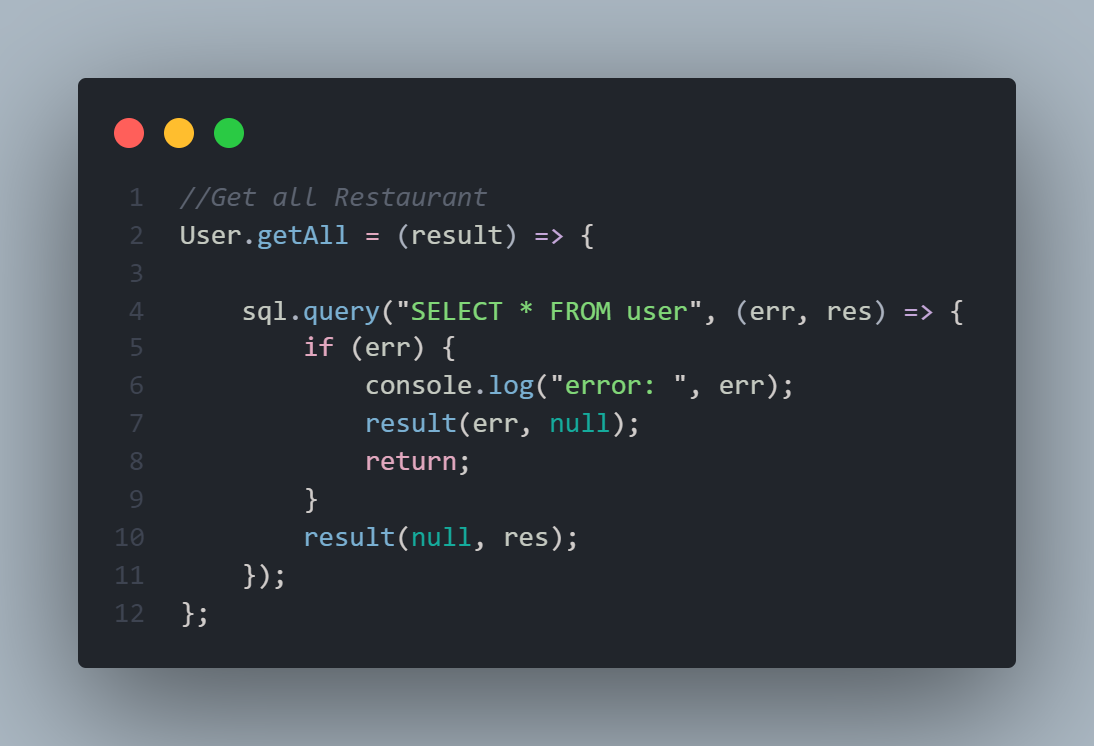 1 //Get all Restaurant
2 User.getAll = (result) => {
3
4     sql.query("SELECT * FROM user", (err, res) => {
5         if (err) {
6             console.log("error: ", err);
7             result(err, null);
8             return;
9         }
10         result(null, res);
11     });
12 };